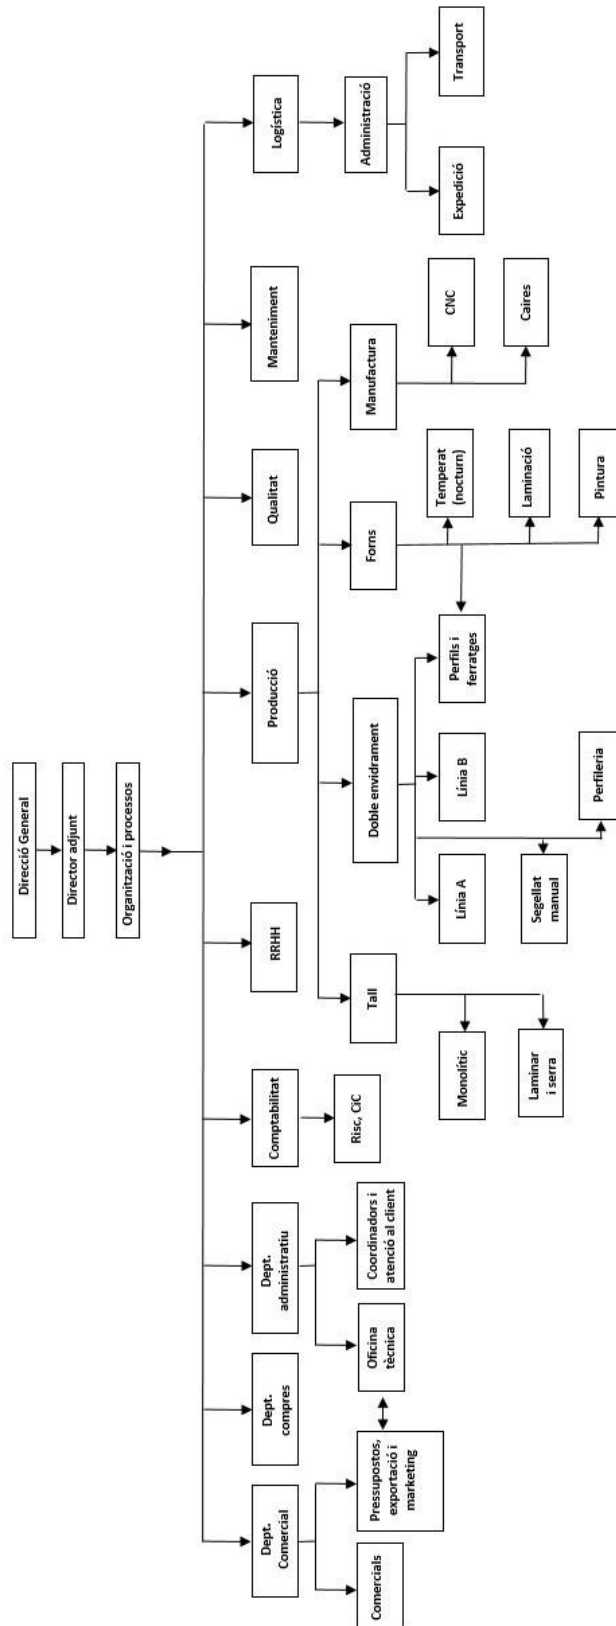 Direcció General
Director adjunt
Organització i processos
Dept.
Comercial
Dept.
compres
Dept.
administratiu
Comptabilitat
RRHH
Producció
Qualitat
Manteniment
Logística
Comercials
Pressupostos,
exportació i
marketing
Oficina
tècnica
Coordinadors i
atenció al client
Risc, CiC
Tall
Doble envidrament
Forns
Manufactura
Administració
Monolític
Laminar
i serra
Línia A
Línia B
Perfils i
ferratges
Segellat
manual
Perfileria
Temperat
(nocturn)
Laminació
Pintura
CNC
Caires
Expedició
Transport